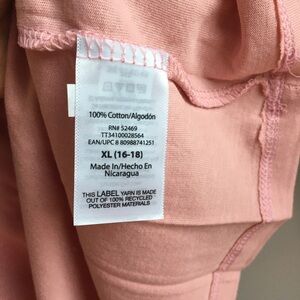 100% Cotton/Algodón
RN# 52469
TT34100028564
EAN/UPC 8 80988741251
XL (16-18)
Made In/Hecho En
Nicaragua
THIS LABEL YARN IS MADE
OUT OF 100% RECYCLED
POLYESTER MATERIALS